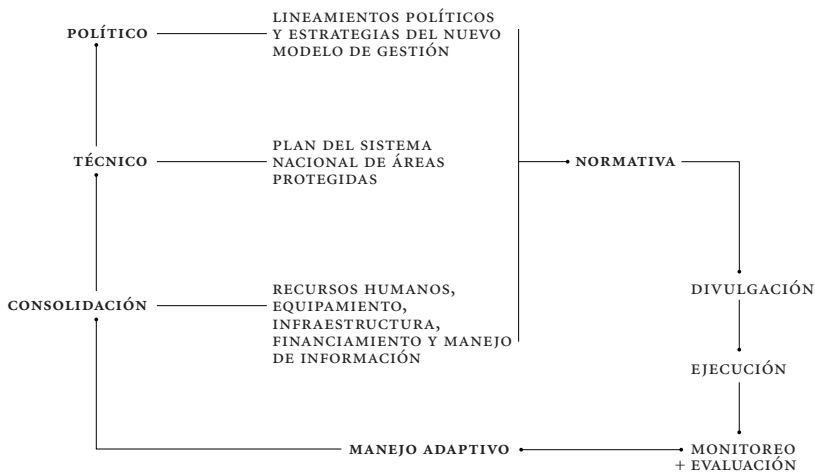 POLÍTICO
LINEAMIENTOS POLÍTICOS
Y ESTRATEGIAS DEL NUEVO
MODELO DE GESTIÓN
TÉCNICO
PLAN DEL SISTEMA
NACIONAL DE ÁREAS
PROTEGIDAS
NORMATIVA
CONSOLIDACIÓN
RECURSOS HUMANOS,
EQUIPAMIENTO,
INFRAESTRUCTURA,
FINANCIAMIENTO Y MANEJO
DE INFORMACIÓN
DIVULGACIÓN
EJECUCIÓN
MANEJO ADAPTIVO
MONITOREO
+ EVALUACIÓN